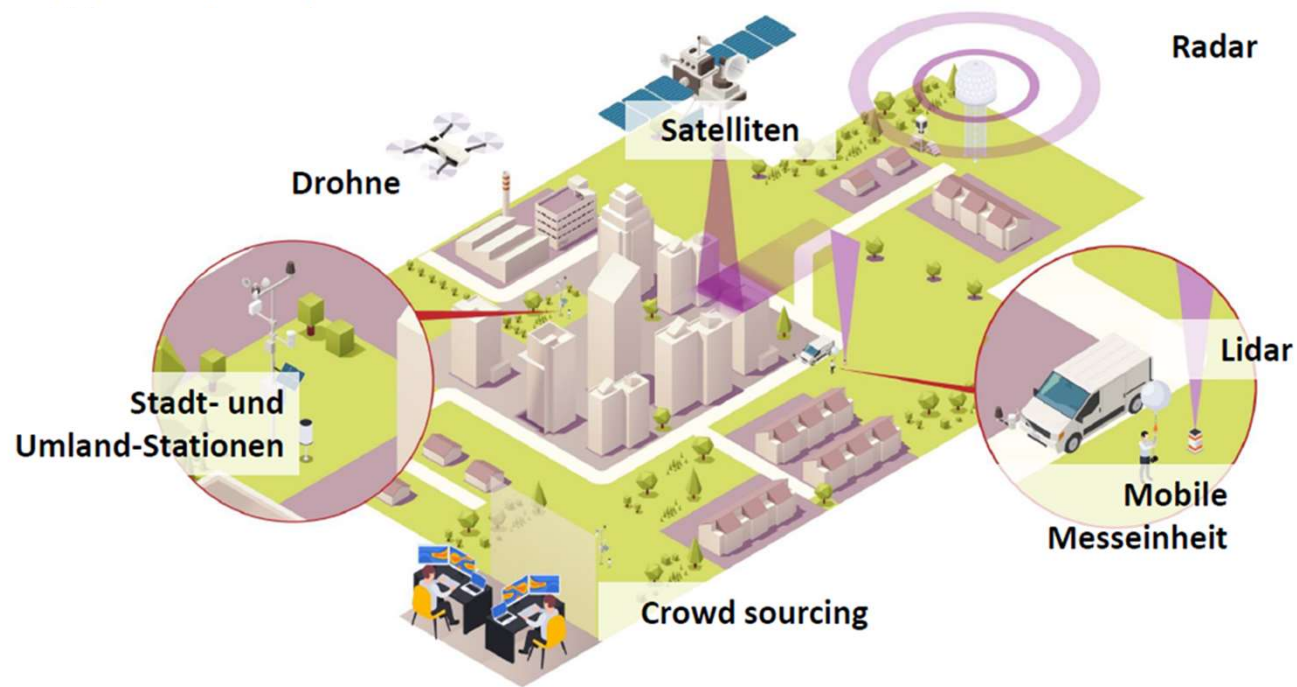 Radar
Satelliten
Drohne
Lidar
Stadt- und
Umland-Stationen
Mobile
Messeinheit
Crowd sourcing